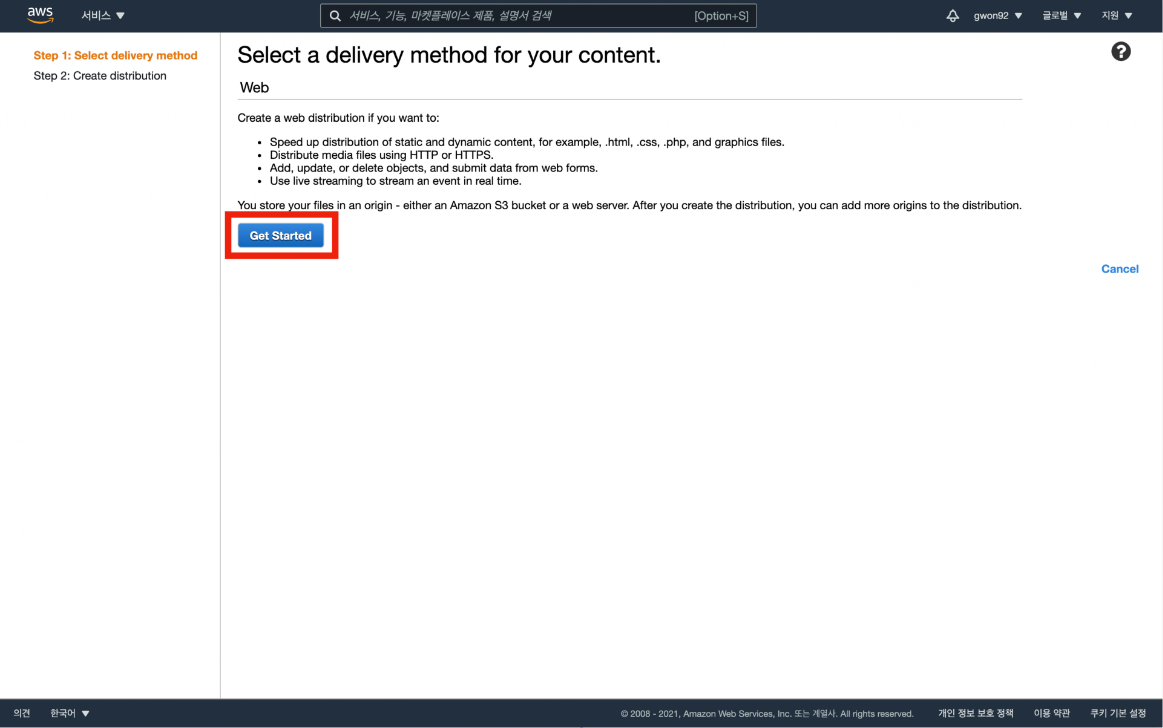 aws 서비스 ▼ 서비스, 기능, 마켓플레이스 제품, 설명서 검색 [Option+S] gwon92 ▼ 글로벌 ▼ 지원 ▼
Step 1: Select delivery method
Step 2: Create distribution
Select a delivery method for your content.
?
Web
Create a web distribution if you want to:
• Speed up distribution of static and dynamic content, for example, .html, .css, .php, and graphics files.
• Distribute media files using HTTP or HTTPS.
• Add, update, or delete objects, and submit data from web forms.
• Use live streaming to stream an event in real time.
You store your files in an origin - either an Amazon S3 bucket or a web server. After you create the distribution, you can add more origins to the distribution.
Get Started
Cancel
의견 한국어 ▼ © 2008 - 2021, Amazon Web Services, Inc. 또는 계열사. All rights reserved. 개인 정보 보호 정책 이용 약관 쿠키 기본 설정